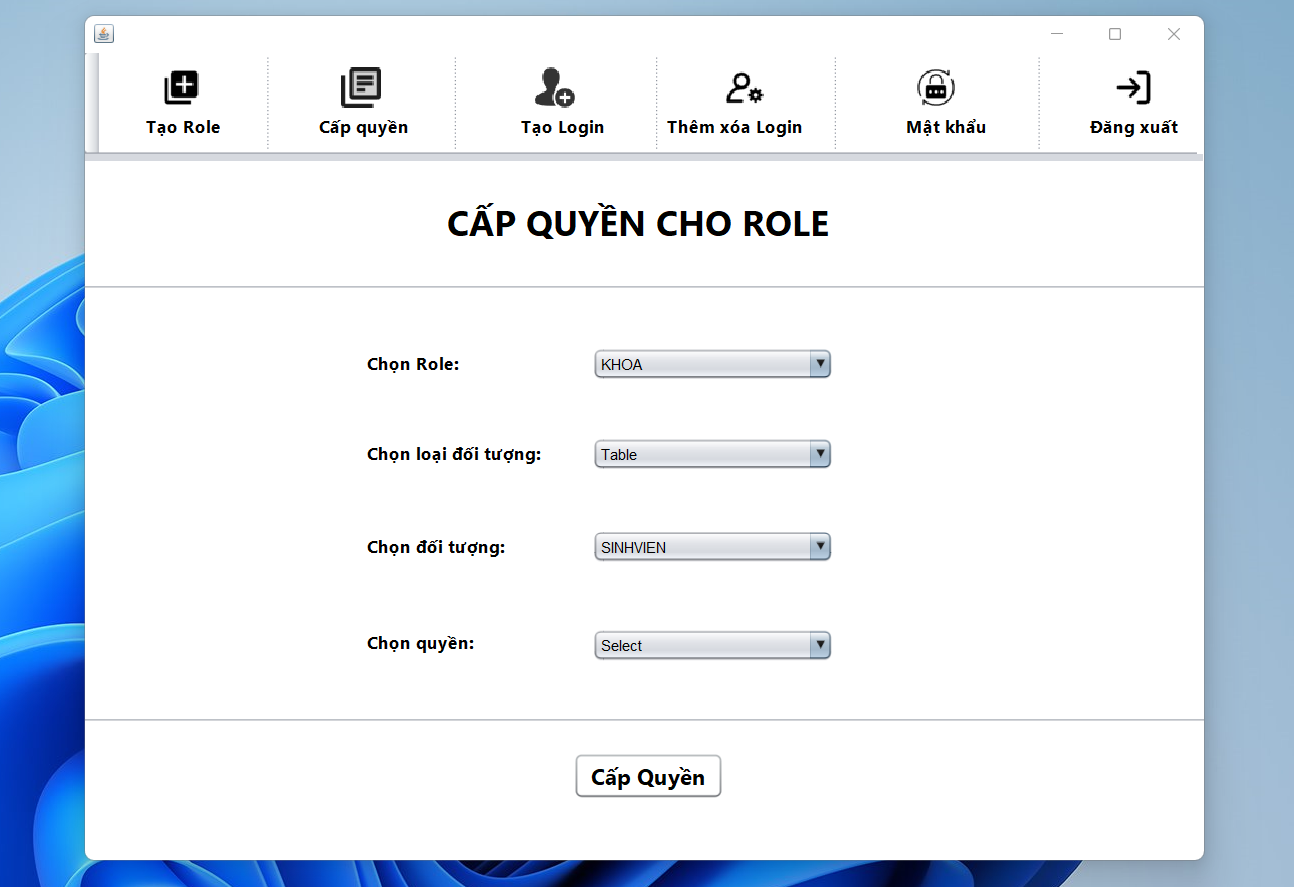 Tạo Role
Cấp quyền
Tạo Login
Thêm xóa Login
Mật khẩu
Đăng xuất
CẤP QUYỀN CHO ROLE
Chọn Role:
KHOA
Chọn loại đối tượng:
Table
Chọn đối tượng:
SINHVIEN
Chọn quyền:
Select
Cấp Quyền